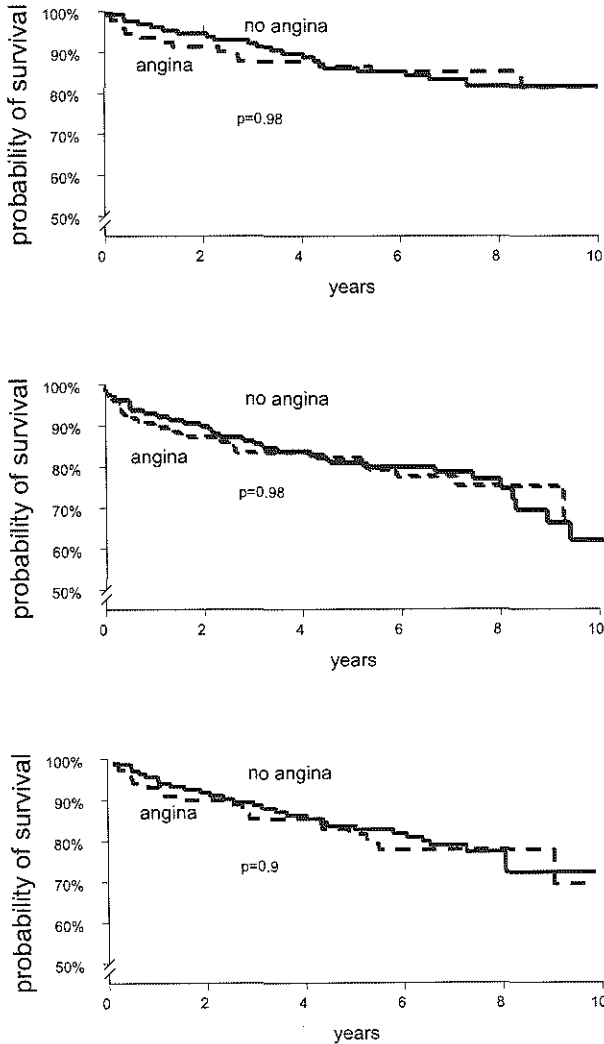 probability of survival
100%
90%
80%
70%
60%
50%
no angina
angina
p=0.98
0 2 4 6 8 10
years
probability of survival
100%
90%
80%
70%
60%
50%
no angina
angina
p=0.98
0 2 4 6 8 10
years
probability of survival
100%
90%
80%
70%
60%
50%
no angina
angina
p=0.9
0 2 4 6 8 10
years